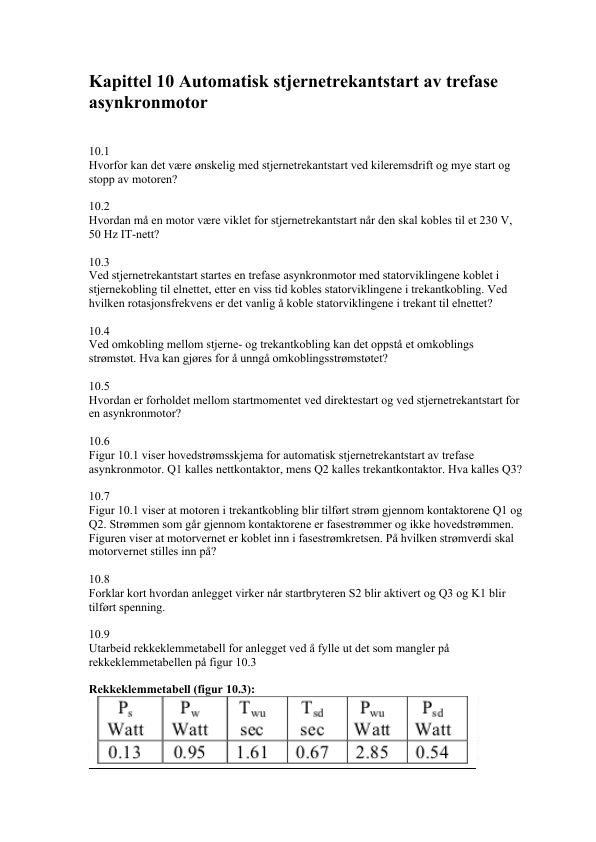 Kapittel 10 Automatisk stjernetrekantstart av trefase
asynkronmotor
10.1
Hvorfor kan det være ønskelig med stjernetrekantstart ved kileremsdrift og mye start og
stopp av motoren?
10.2
Hvordan må en motor være viklet for stjernetrekantstart når den skal kobles til et 230 V,
50 Hz IT-nett?
10.3
Ved stjernetrekantstart startes en trefase asynkronmotor med statorviklingene koblet i
stjernekobling til elnettet, etter en viss tid kobles statorviklingene i trekantkobling. Ved
hvilken rotasjonsfrekvens er det vanlig å koble statorviklingene i trekant til elnettet?
10.4
Ved omkobling mellom stjerne- og trekantkobling kan det oppstå et omkoblings
strømstøt. Hva kan gjøres for å unngå omkoblingsstrømstøtet?
10.5
Hvordan er forholdet mellom startmomentet ved direktestart og ved stjernetrekantstart for
en asynkronmotor?
10.6
Figur 10.1 viser hovedstrømsskjema for automatisk stjernetrekantstart av trefase
asynkronmotor. Q1 kalles nettkontaktor, mens Q2 kalles trekantkontaktor. Hva kalles Q3?
10.7
Figur 10.1 viser at motoren i trekantkobling blir tilført strøm gjennom kontaktorene Q1 og
Q2. Strømmen som går gjennom kontaktorene er fasestrømmer og ikke hovedstrømmen.
Figuren viser at motorvernet er koblet inn i fasestrømkretsen. På hvilken strømverdi skal
motorvernet stilles inn på?
10.8
Forklar kort hvordan anlegget virker når startbryteren S2 blir aktivert og Q3 og K1 blir
tilført spenning.
10.9
Utarbeid rekkeklemmetabell for anlegget ved å fylle ut det som mangler på
rekkeklemmetabellen på figur 10.3
Rekkeklemmetabell (figur 10.3):
Ps Pw Twu Tsd Pwu Psd
Watt Watt sec sec Watt Watt
0.13 0.95 1.61 0.67 2.85 0.54